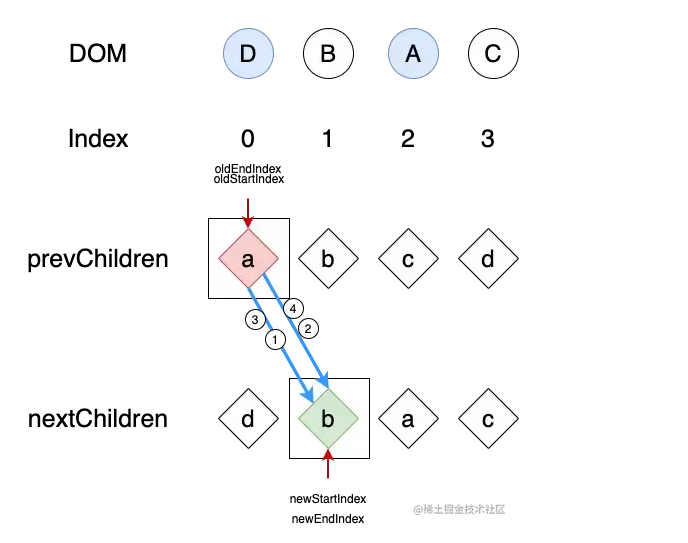 DOM D B A C
Index 0 1 2 3
oldEndIndex
oldStartIndex
prevChildren a b c d
4
3 2
1
nextChildren d b a c
newStartIndex
newEndIndex
@稀土掘金技术社区